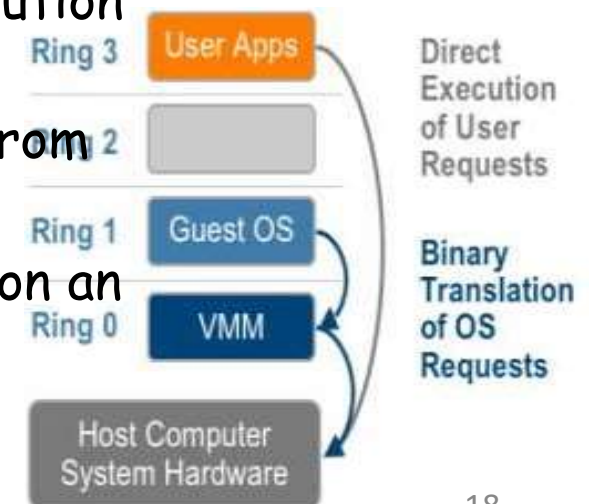 ution
Ring 3
User Apps
Direct
Execution
of User
Requests
rom
2
Ring 1
Guest OS
on an
Ring 0
VMM
Binary
Translation
of OS
Requests
Host Computer
System Hardware
18